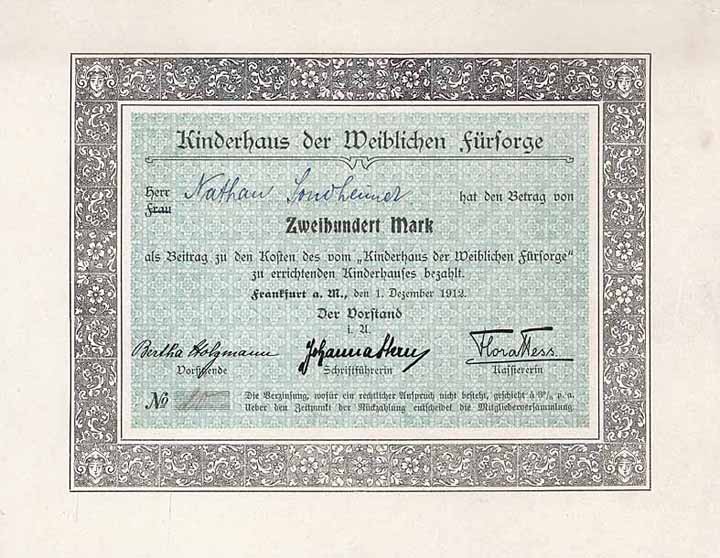 Kinderhaus der Weiblichen Fürsorge
Herr Nathan Sondheimer hat den Betrag von
Frau
Zweihundert Mark
als Beitrag zu den Kosten des vom „Kinderhaus der Weiblichen Fürsorge“
zu errichtenden Kinderhauses bezahlt.
Frankfurt a. M., den 1. Dezember 1912.
Der Vorstand
i. A.
Bertha Holzmann Johanna Stern Flora Hess.
Vorsitzende Schriftführerin Kassiererin
No
Die Verzinsung, wofür ein rechtlicher Anspruch nicht besteht, geschieht à 0% p. a.
Ueber den Zeitpunkt der Rückzahlung entscheidet die Mitgliederversammlung.